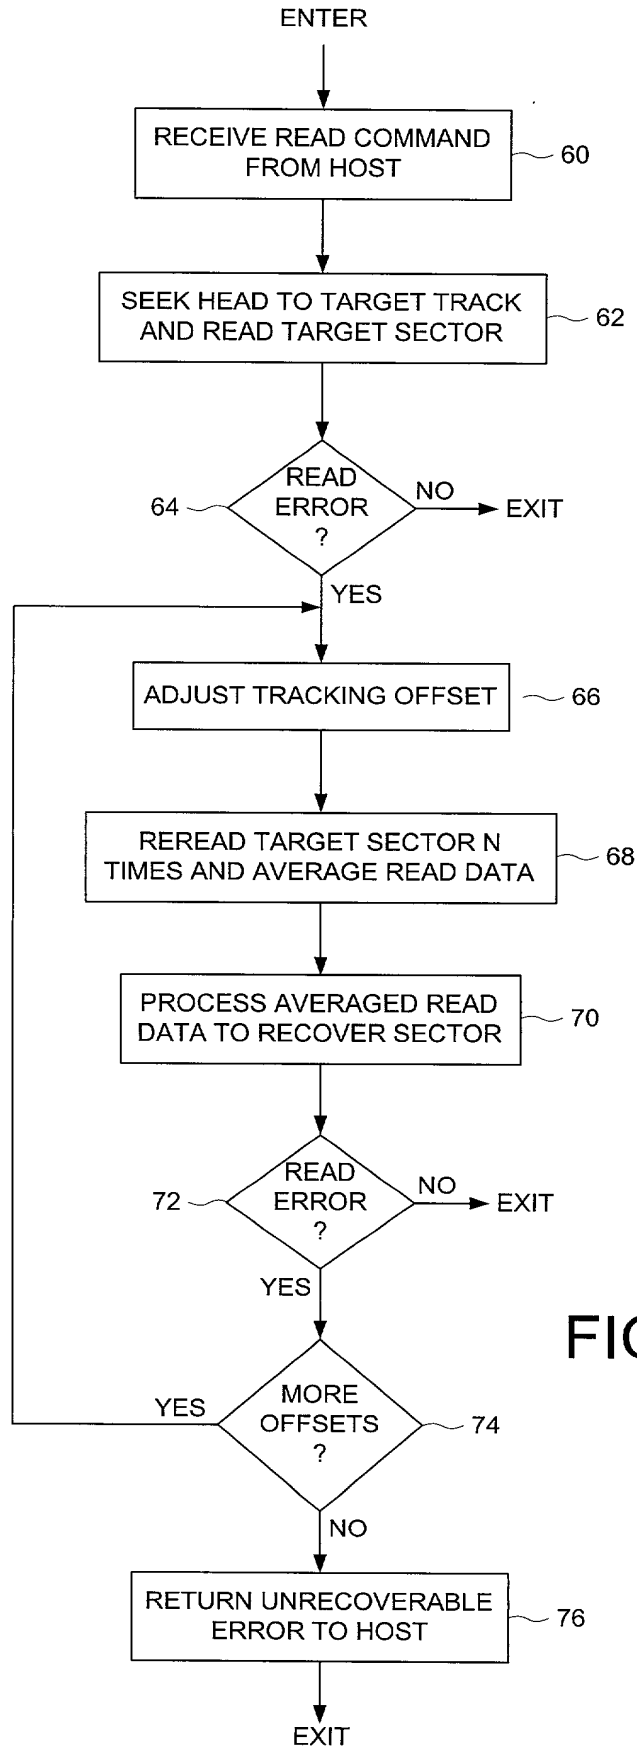 ENTER
RECEIVE READ COMMAND
FROM HOST
60
SEEK HEAD TO TARGET TRACK
AND READ TARGET SECTOR
62
READ
ERROR
?
64
NO
EXIT
YES
ADJUST TRACKING OFFSET
66
REREAD TARGET SECTOR N
TIMES AND AVERAGE READ DATA
68
PROCESS AVERAGED READ
DATA TO RECOVER SECTOR
70
READ
ERROR
?
72
NO
EXIT
YES
MORE
OFFSETS
?
74
YES
NO
RETURN UNRECOVERABLE
ERROR TO HOST
76
EXIT